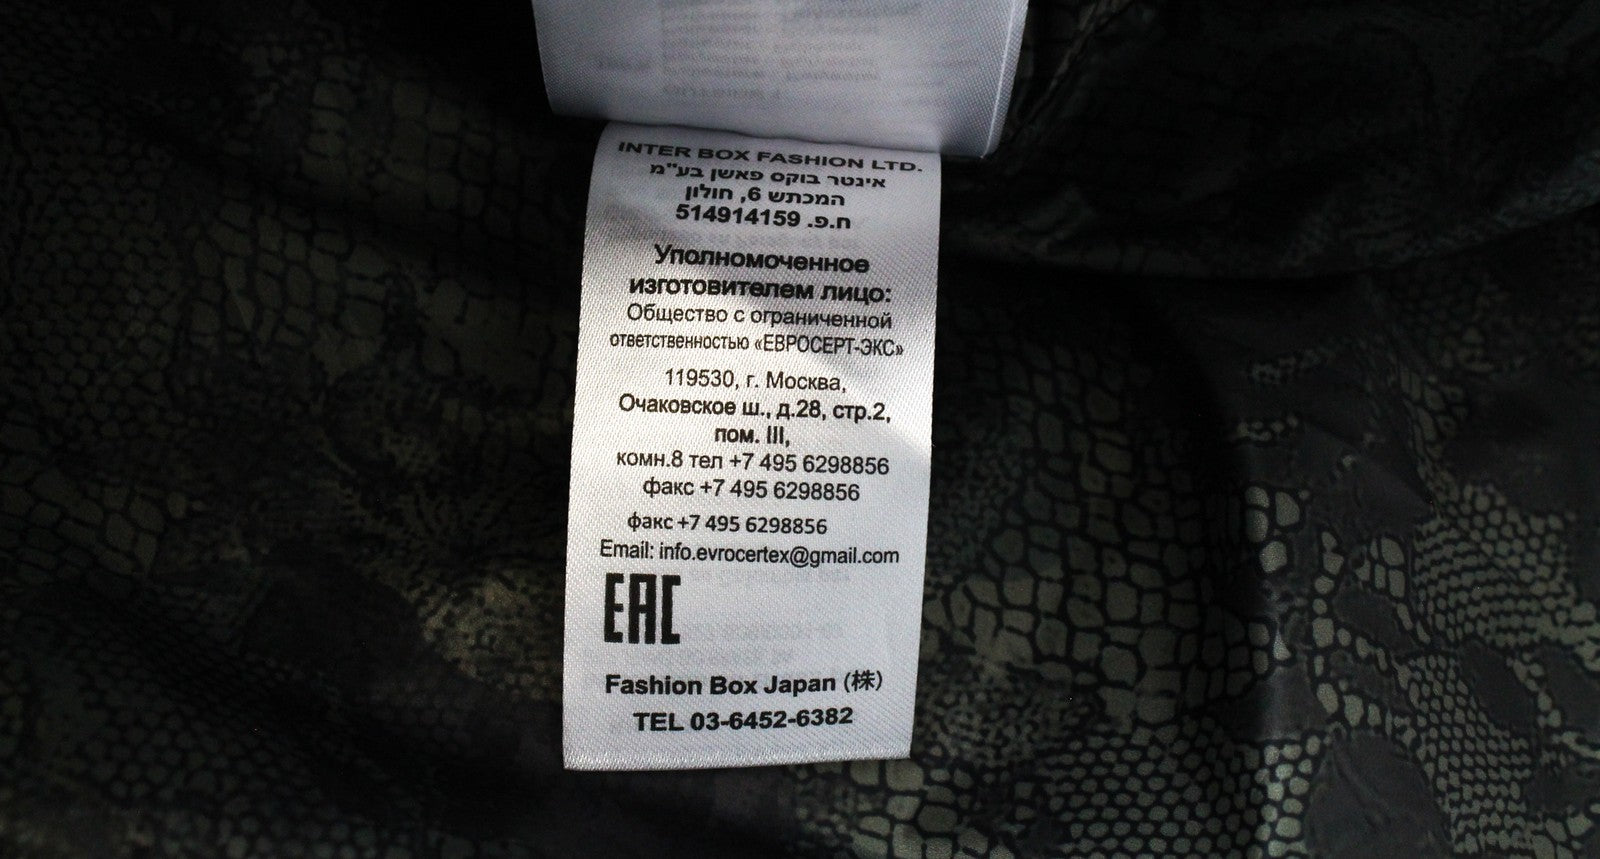 INTER BOX FASHION LTD.
אינטר בוקס פאשן בע"מ
המכתש 6, חולון
ח.פ. 514914159
Уполномоченное
изготовителем лицо:
Общество с ограниченной
ответственностью «ЕВРОСЕРТ-ЭКС»
119530, г. Москва,
Очаковское ш., д.28, стр.2,
пом. III,
комн.8 тел +7 495 6298856
факс +7 495 6298856
факс +7 495 6298856
Email: info.evrocertex@gmail.com
EAC
Fashion Box Japan (株)
TEL 03-6452-6382